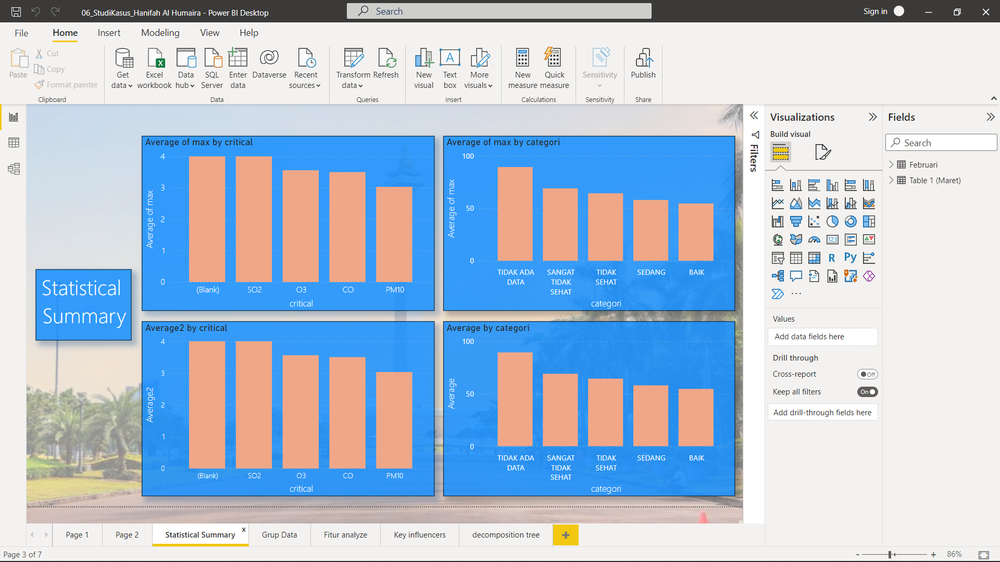 06_StudiKasus_Hanifah Al Humaira - Power BI Desktop
Search
Sign in
File
Home
Insert
Modeling
View
Help
Paste
Cut
Copy
Format painter
Clipboard
Get data
Excel workbook
Data hub
SQL Server
Enter data
Dataverse
Recent sources
Data
Transform data
Refresh
Queries
New visual
Text box
More visuals
Insert
New measure
Quick measure
Calculations
Sensitivity
Sensitivity
Publish
Share
Statistical
Summary
Average of max by critical
Average of max
4
3
2
1
0
(Blank)
SO2
O3
CO
PM10
critical
Average of max by categori
Average of max
100
50
0
TIDAK ADA DATA
SANGAT TIDAK SEHAT
TIDAK SEHAT
SEDANG
BAIK
categori
Average2 by critical
Average2
4
3
2
1
0
(Blank)
SO2
O3
CO
PM10
critical
Average by categori
Average
100
50
0
TIDAK ADA DATA
SANGAT TIDAK SEHAT
TIDAK SEHAT
SEDANG
BAIK
categori
Filters
Visualizations
Build visual
123
R
Py
...
Values
Add data fields here
Drill through
Cross-report
Off
Keep all filters
On
Add drill-through fields here
Fields
Search
Februari
Table 1 (Maret)
Page 1
Page 2
Statistical Summary
x
Grup Data
Fitur analyze
Key influencers
decomposition tree
+
Page 3 of 7
-
+
86%